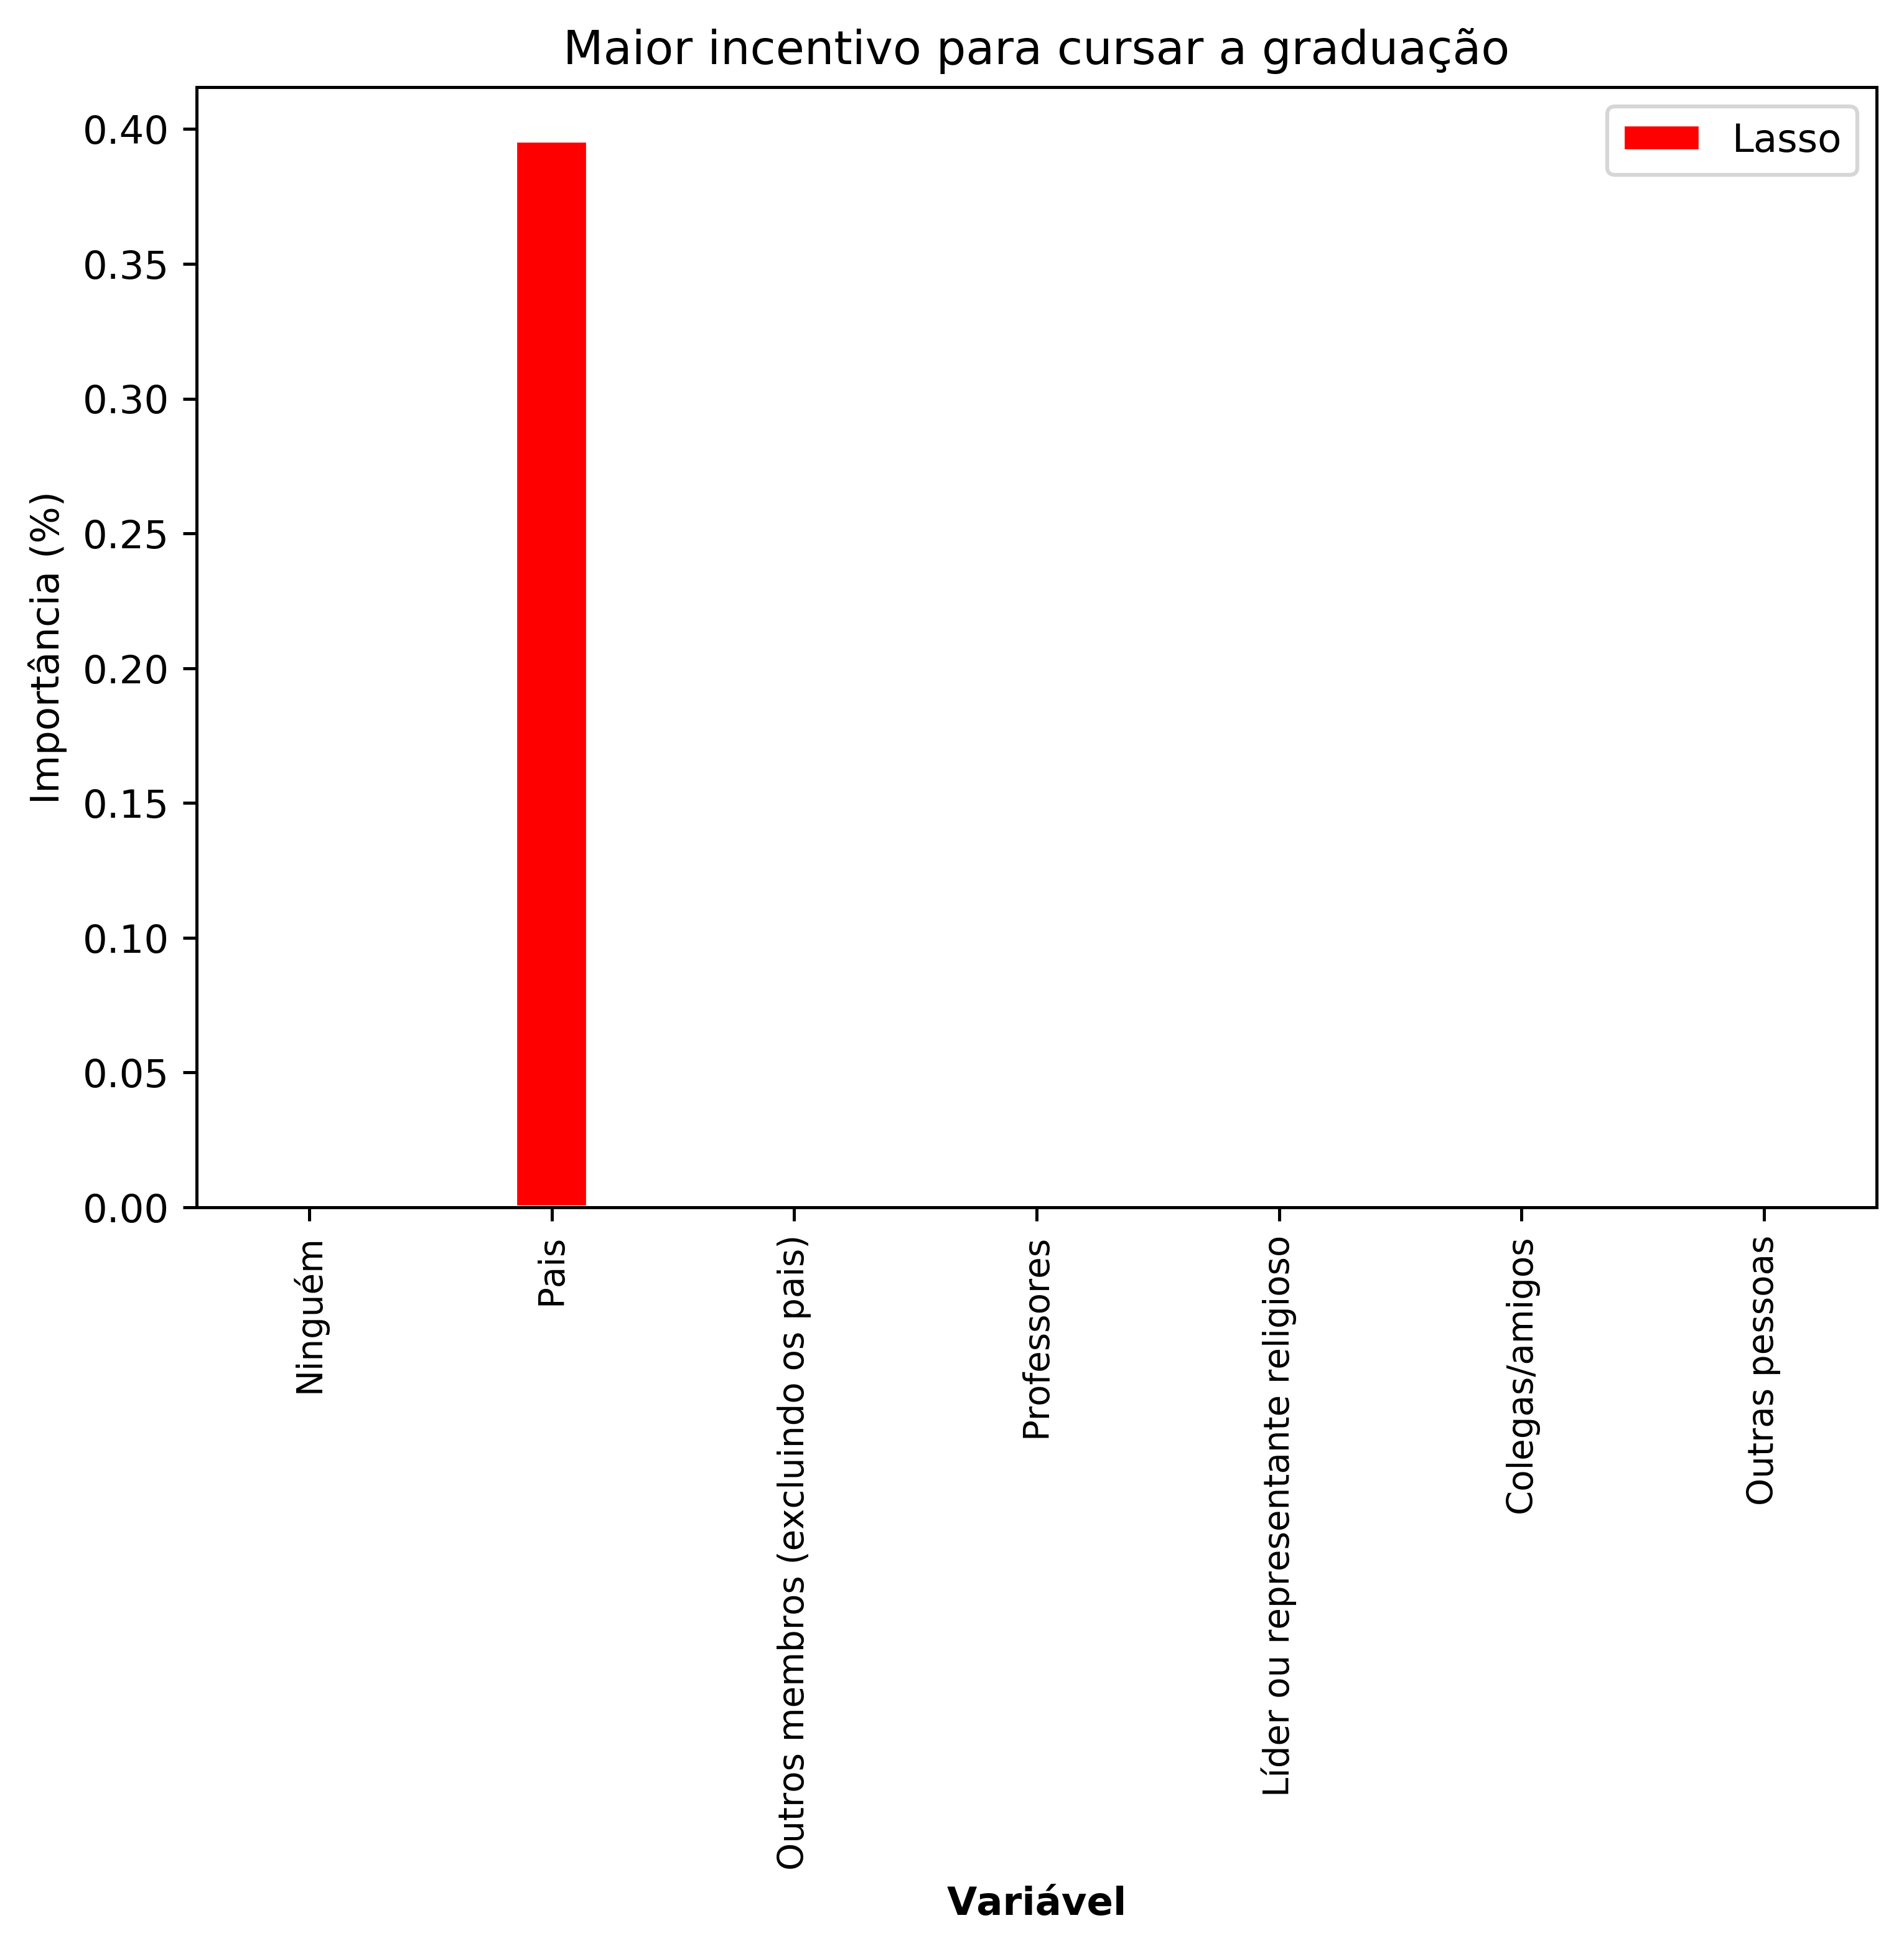 Maior incentivo para cursar a graduação
Lasso
Importância (%)
0.40
0.35
0.30
0.25
0.20
0.15
0.10
0.05
0.00
Ninguém
Pais
Outros membros (excluindo os pais)
Professores
Líder ou representante religioso
Colegas/amigos
Outras pessoas
Variável